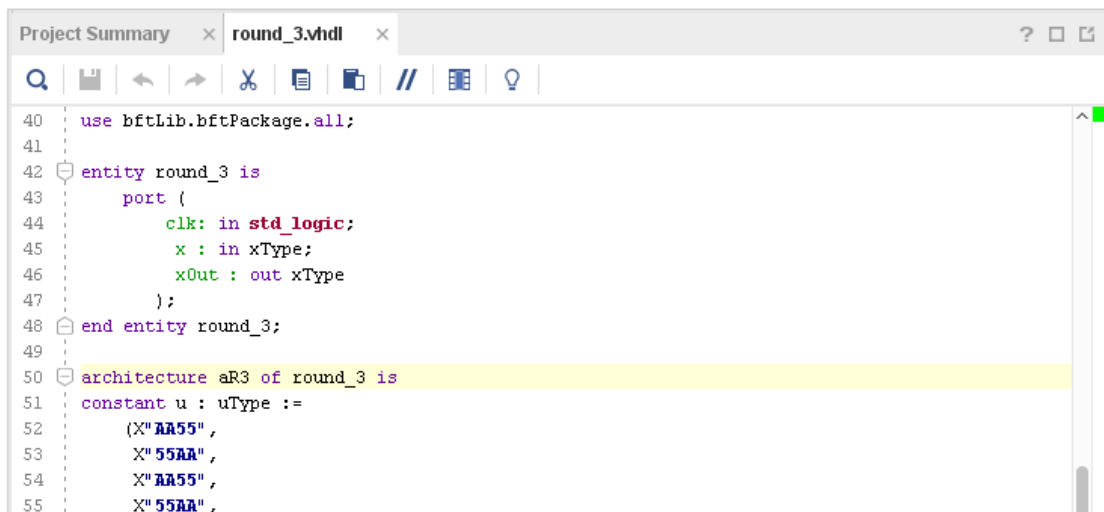 Project Summary × round_3.vhdl × ?
//
40 use bftLib.bftPackage.all;
41
42 entity round_3 is
43 port (
44 clk: in std_logic;
45 x : in xType;
46 xOut : out xType
47 );
48 end entity round_3;
49
50 architecture aR3 of round_3 is
51 constant u : uType :=
52 (X"AA55",
53 X"55AA",
54 X"AA55",
55 X"55AA",